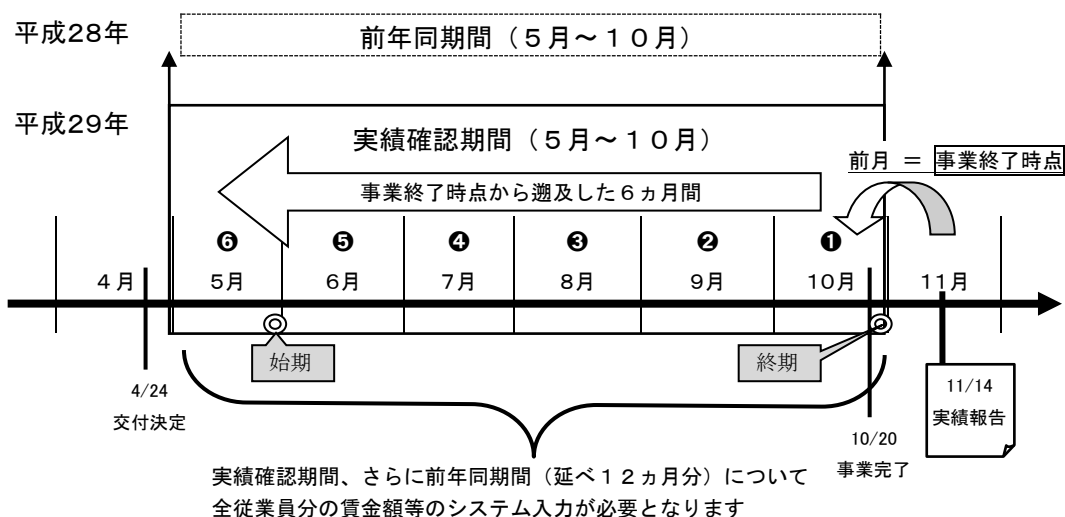 平成28年
前年同期間（５月～１０月）
平成29年
実績確認期間（５月～１０月）
前月 ＝ 事業終了時点
事業終了時点から遡及した６ヵ月間
❻ ❺ ❹ ❸ ❷ ❶
４月 5月 ６月 7月 8月 9月 10月 11月
始期 終期
4/24
交付決定
11/14
実績報告
10/20
事業完了
実績確認期間、さらに前年同期間（延べ１２ヵ月分）について
全従業員分の賃金額等のシステム入力が必要となります